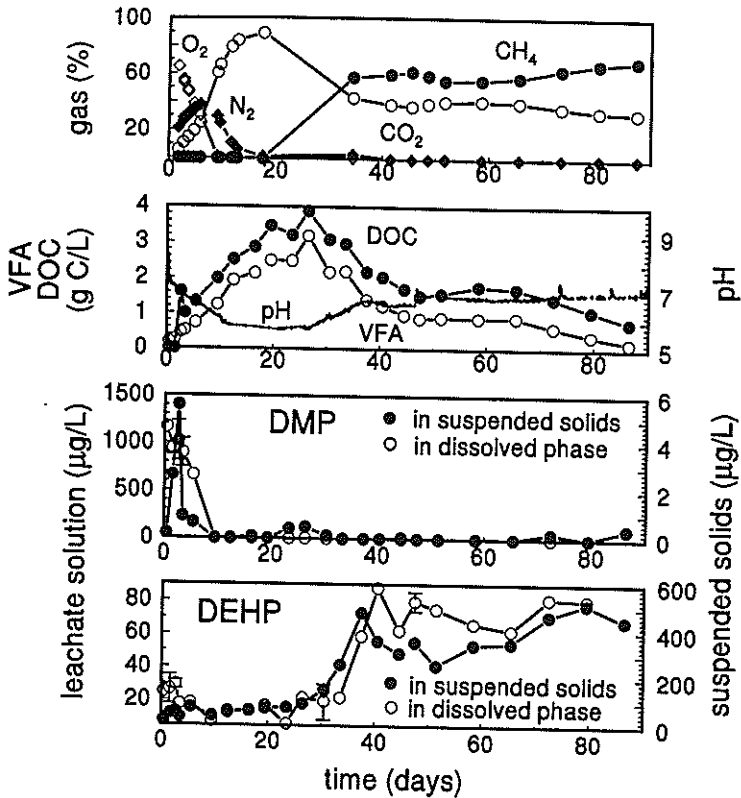 100
60
20
gas (%)
O2
N2
CH4
CO2
0 20 40 60 80
VFA
DOC
(g C/L)
4
3
2
1
0
DOC
pH
VFA
9
7
5
pH
0 20 40 60 80
1500
1000
500
0
DMP
in suspended solids
in dissolved phase
6
4
2
0
0 20 40 60 80
leachate solution (µg/L)
suspended solids (µg/L)
80
60
40
20
DEHP
in suspended solids
in dissolved phase
600
400
200
0
0 20 40 60 80
time (days)